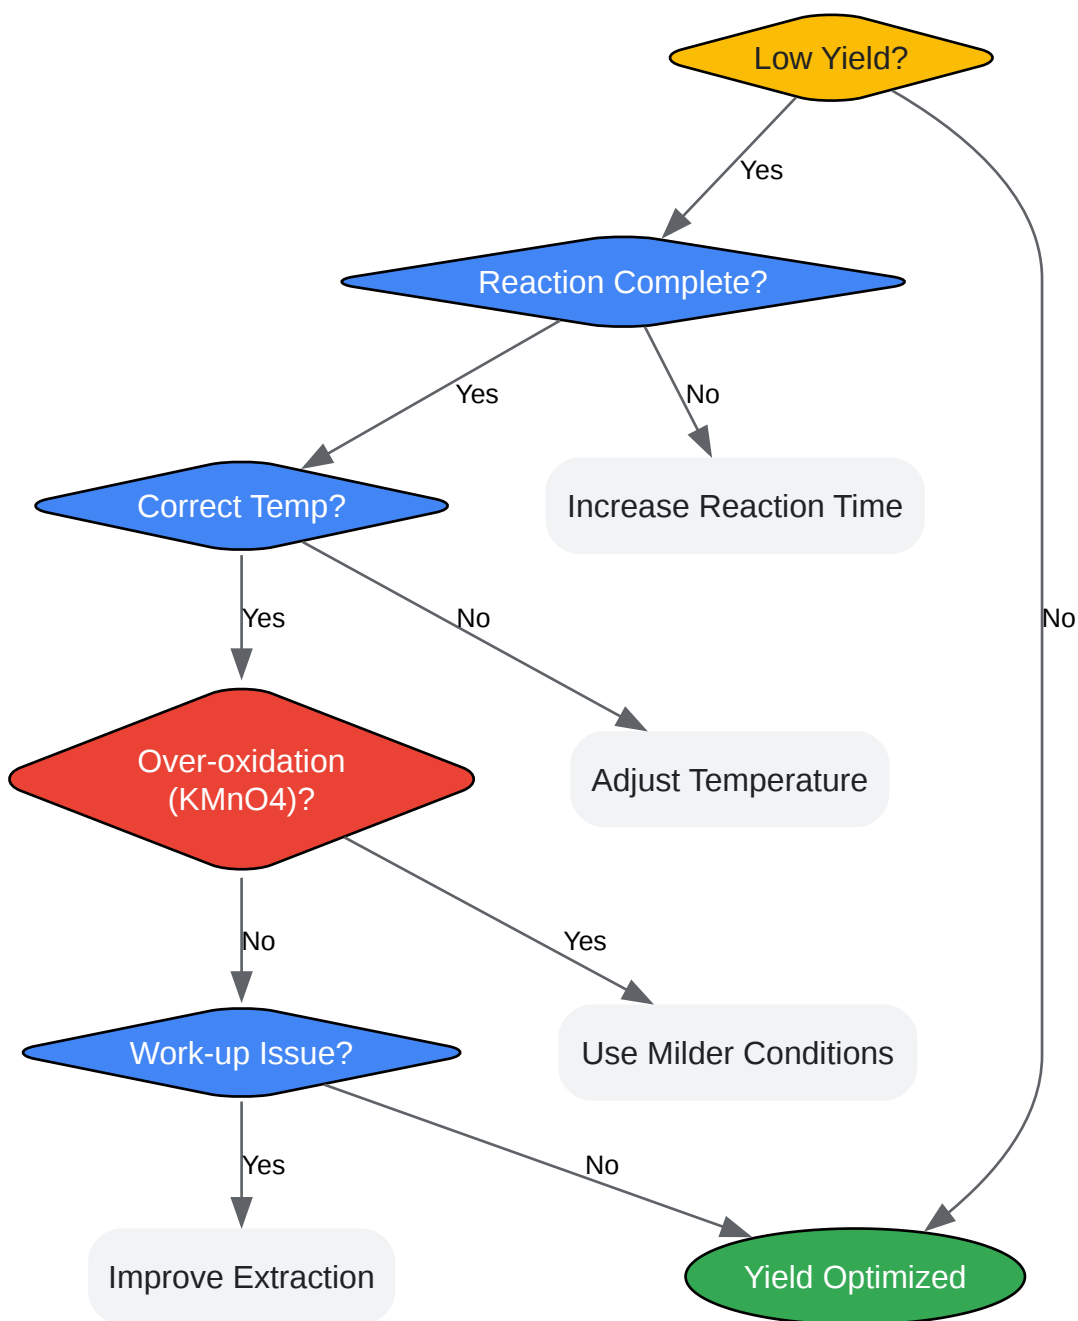 Low Yield?
Yes
Reaction Complete?
Yes
No
Correct Temp?
Increase Reaction Time
Yes
No
No
Over-oxidation
(KMnO4)?
Adjust Temperature
No
Yes
Work-up Issue?
Use Milder Conditions
Yes
No
Improve Extraction
Yield Optimized